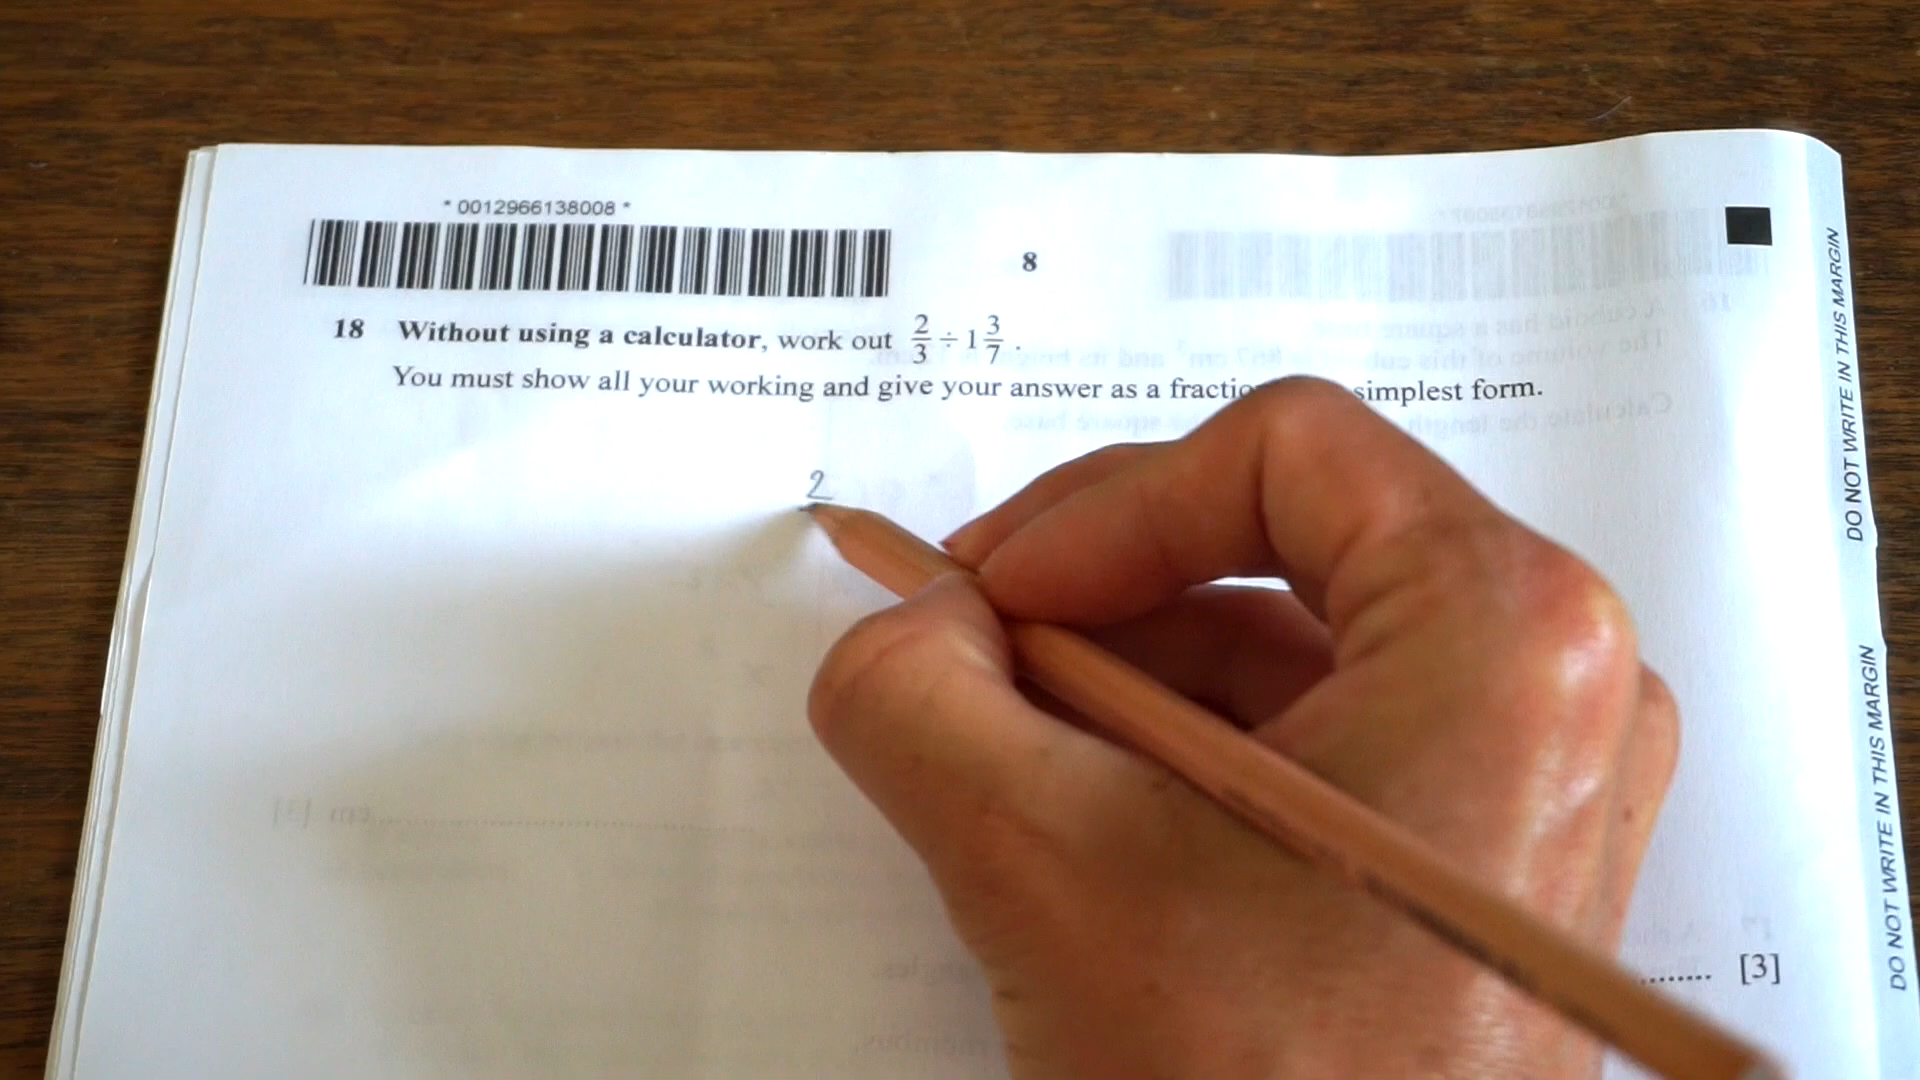 * 0012966138008 *
8
18 Without using a calculator, work out 2/3 ÷ 1 3/7 .
You must show all your working and give your answer as a fraction simplest form.
2
........ [3]
DO NOT WRITE IN THIS MARGIN
DO NOT WRITE IN THIS MARGIN